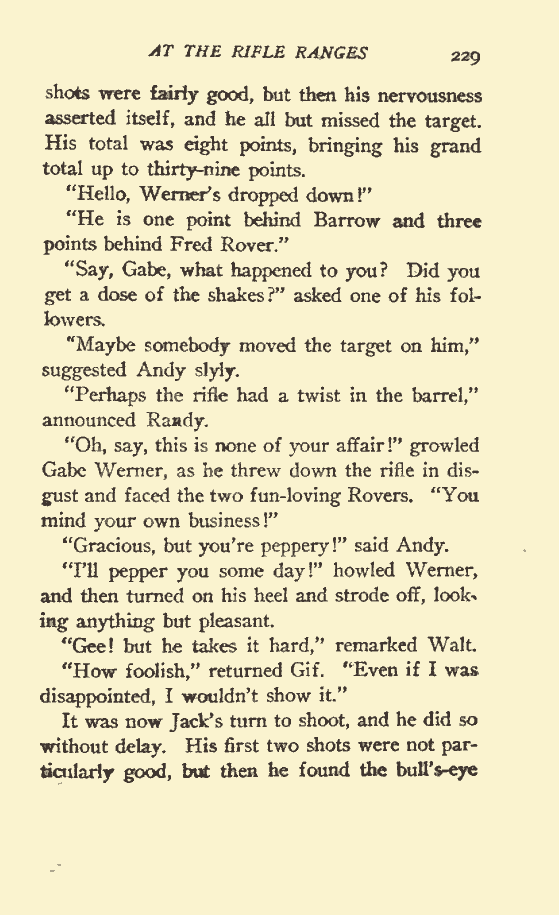 AT THE RIFLE RANGES 229
shots were fairly good, but then his nervousness
asserted itself, and he all but missed the target.
His total was eight points, bringing his grand
total up to thirty-nine points.
"Hello, Werner's dropped down!"
"He is one point behind Barrow and three
points behind Fred Rover."
"Say, Gabe, what happened to you? Did you
get a dose of the shakes?" asked one of his fol-
lowers.
"Maybe somebody moved the target on him,"
suggested Andy slyly.
"Perhaps the rifle had a twist in the barrel,"
announced Randy.
"Oh, say, this is none of your affair!" growled
Gabe Werner, as he threw down the rifle in dis-
gust and faced the two fun-loving Rovers. "You
mind your own business!"
"Gracious, but you're peppery!" said Andy.
"I'll pepper you some day!" howled Werner,
and then turned on his heel and strode off, look-
ing anything but pleasant.
"Gee! but he takes it hard," remarked Walt.
"How foolish," returned Gif. "Even if I was
disappointed, I wouldn't show it."
It was now Jack's turn to shoot, and he did so
without delay. His first two shots were not par-
ticularly good, but then he found the bull's-eye